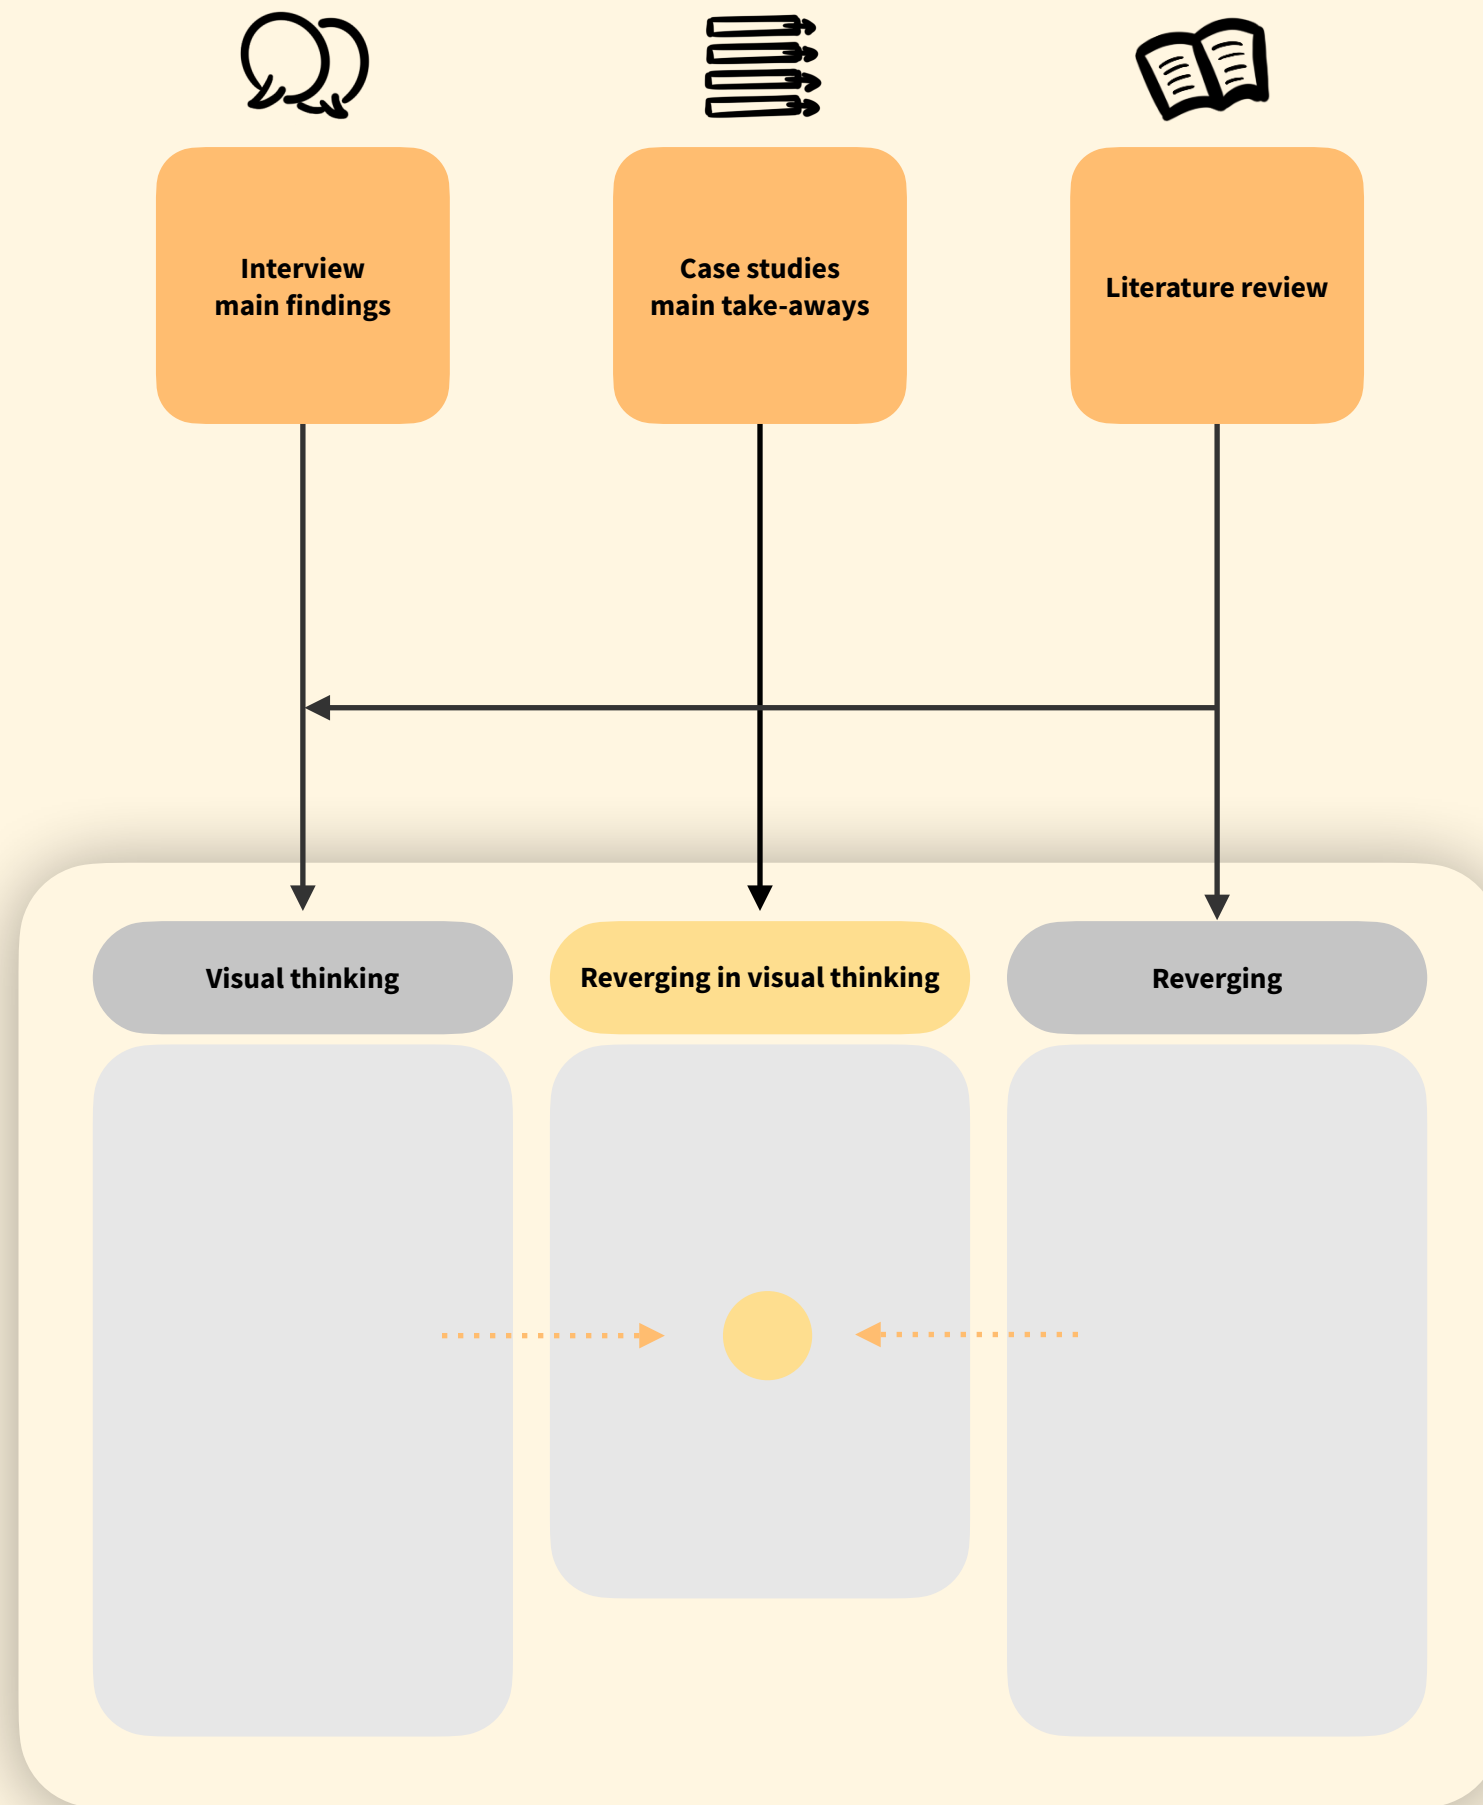 Interview
main findings
Case studies
main take-aways
Literature review
Visual thinking
Reverging in visual thinking
Reverging